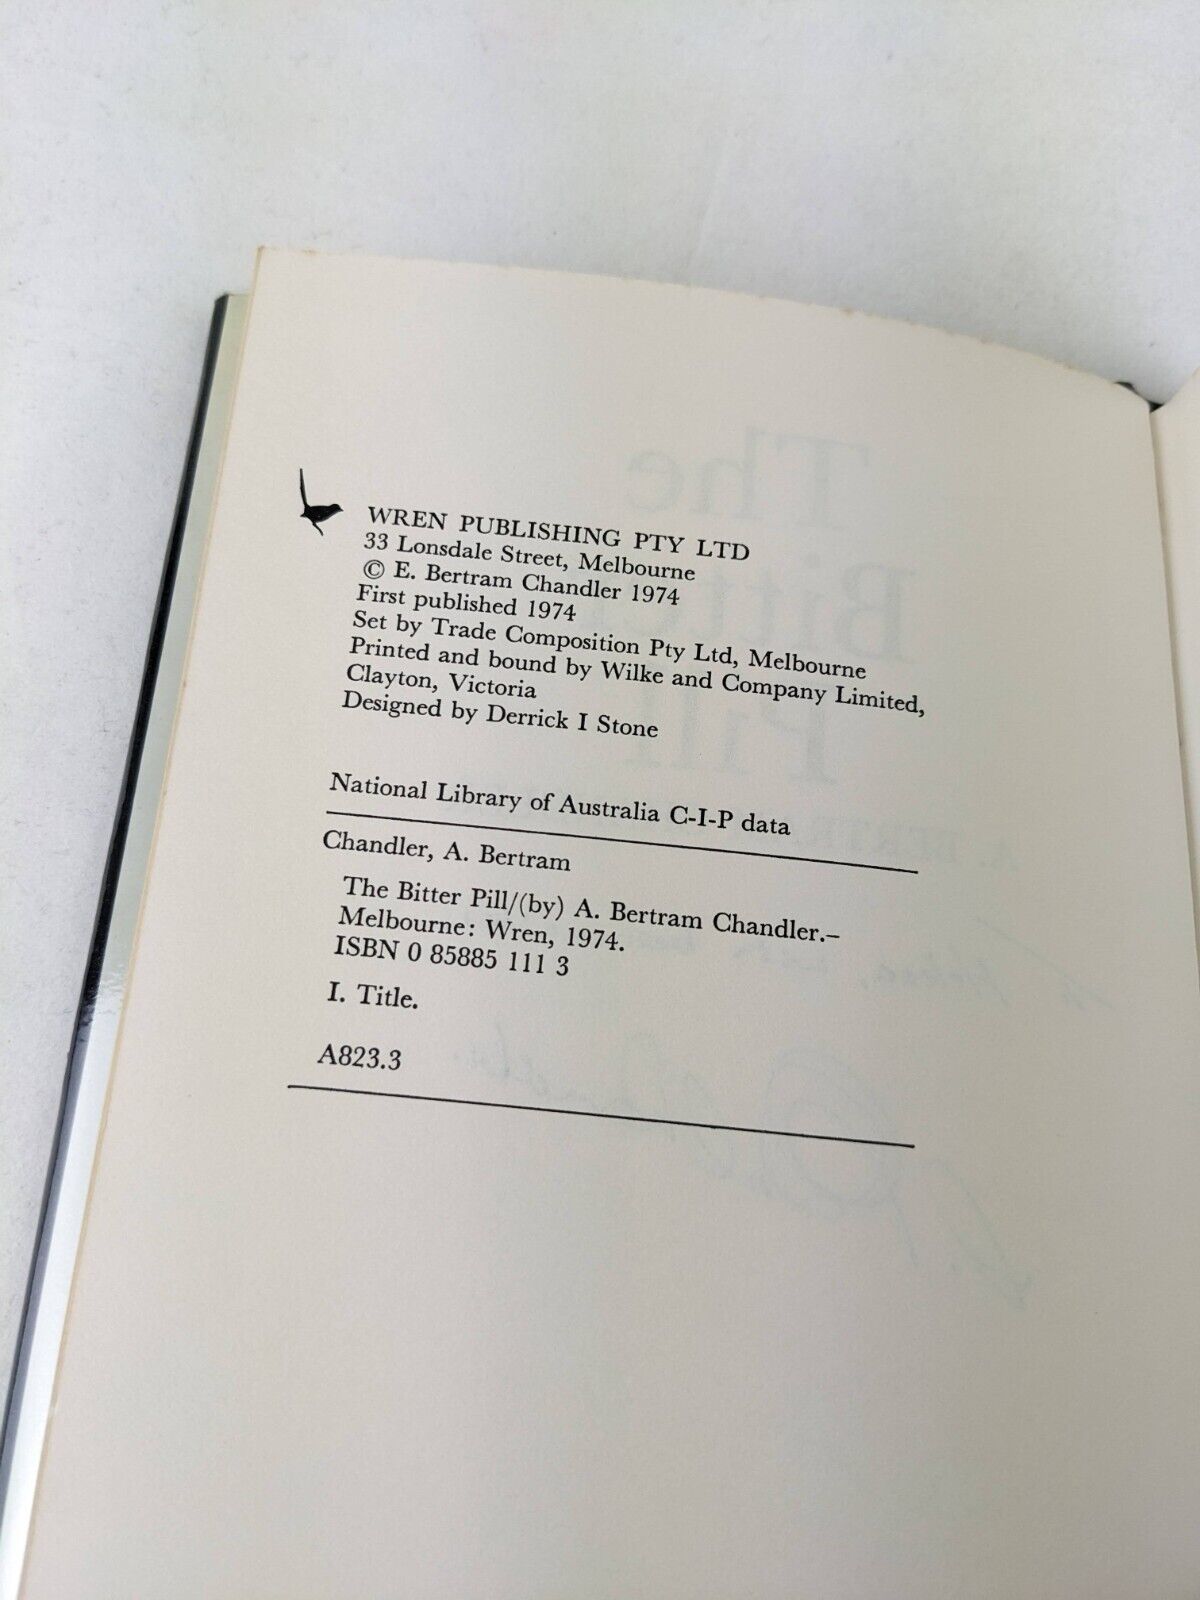 WREN PUBLISHING PTY LTD
33 Lonsdale Street, Melbourne
© E. Bertram Chandler 1974
First published 1974
Set by Trade Composition Pty Ltd, Melbourne
Printed and bound by Wilke and Company Limited,
Clayton, Victoria
Designed by Derrick I Stone
National Library of Australia C-I-P data
Chandler, A. Bertram
The Bitter Pill/(by) A. Bertram Chandler.–
Melbourne: Wren, 1974.
ISBN 0 85885 111 3
I. Title.
A823.3
The
Bitter
Pill